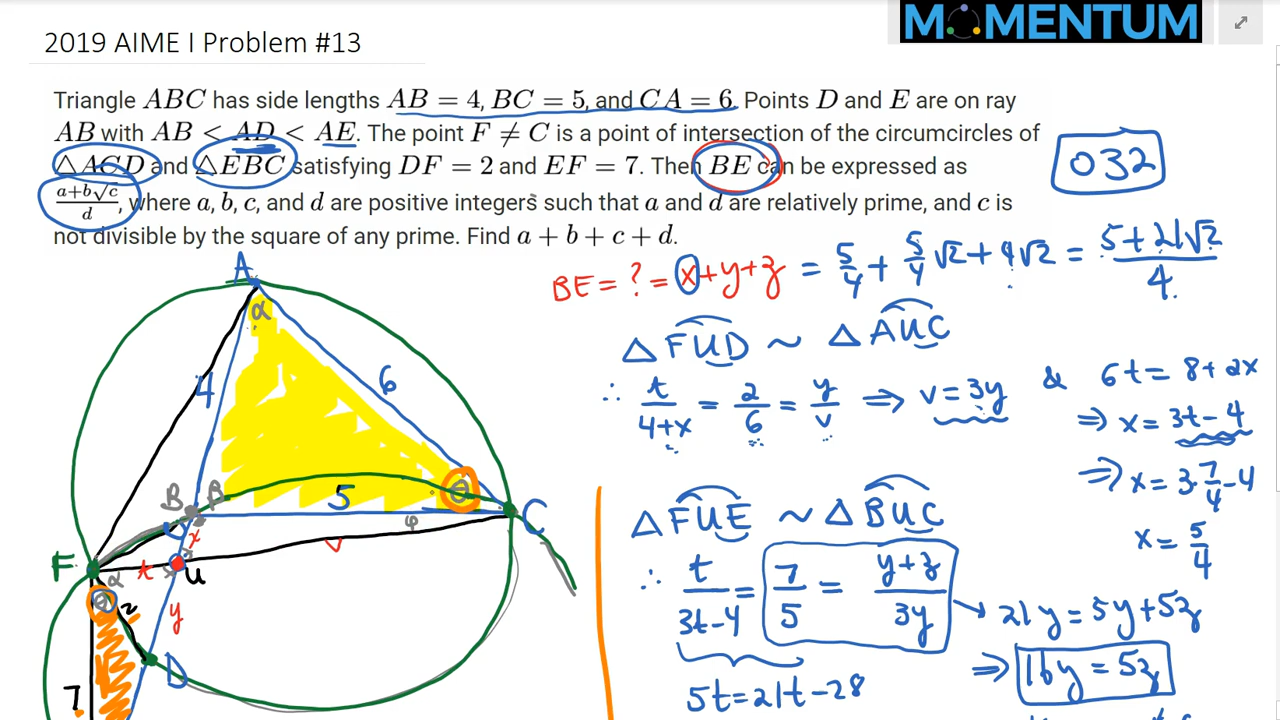 MOMENTUM
2019 AIME I Problem #13
Triangle ABC has side lengths AB = 4, BC = 5, and CA = 6. Points D and E are on ray
AB with AB < AD < AE. The point F ≠ C is a point of intersection of the circumcircles of
△ACD and △EBC satisfying DF = 2 and EF = 7. Then BE can be expressed as
a+b√c/d, where a, b, c, and d are positive integers such that a and d are relatively prime, and c is
not divisible by the square of any prime. Find a + b + c + d.
032
BE = ? = x+y+z = 5/4 + 5/4 √2 + 4√2 = 5+21√2/4
△FUD ~ △AUC
∴ t/4+x = 2/6 = y/v ⇒ v=3y & 6t = 8+2x
⇒ x = 3t-4
⇒ x = 3·7/4-4
x = 5/4
△FUE ~ △BUC
∴ t/3t-4 = 7/5 = y+z/3y
21y = 5y+5z
⇒ 16y = 5z
5t=21t-28
A
α
4
6
B
β
5
θ
C
φ
x
v
F
t
α
U
θ
2
y
D
7